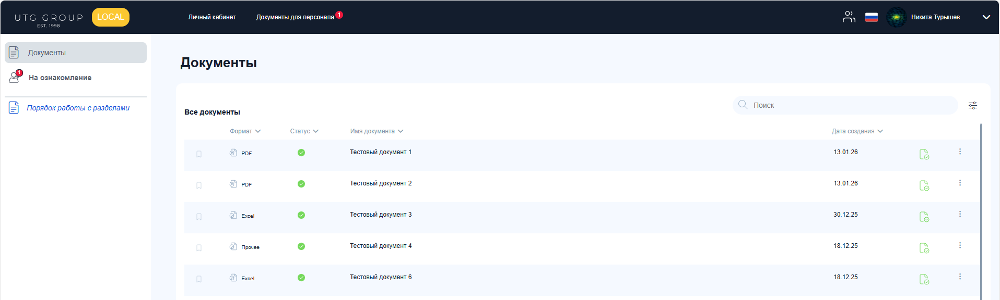 UTG GROUP
EST. 1998
LOCAL
Личный кабинет
Документы для персонала
1
Никита Турышев
Документы
1
На ознакомление
Порядок работы с разделами
Документы
Все документы
Поиск
Формат Статус Имя документа Дата создания
PDF Тестовый документ 1 13.01.26
PDF Тестовый документ 2 13.01.26
Excel Тестовый документ 3 30.12.25
Прочее Тестовый документ 4 18.12.25
Excel Тестовый документ 6 18.12.25